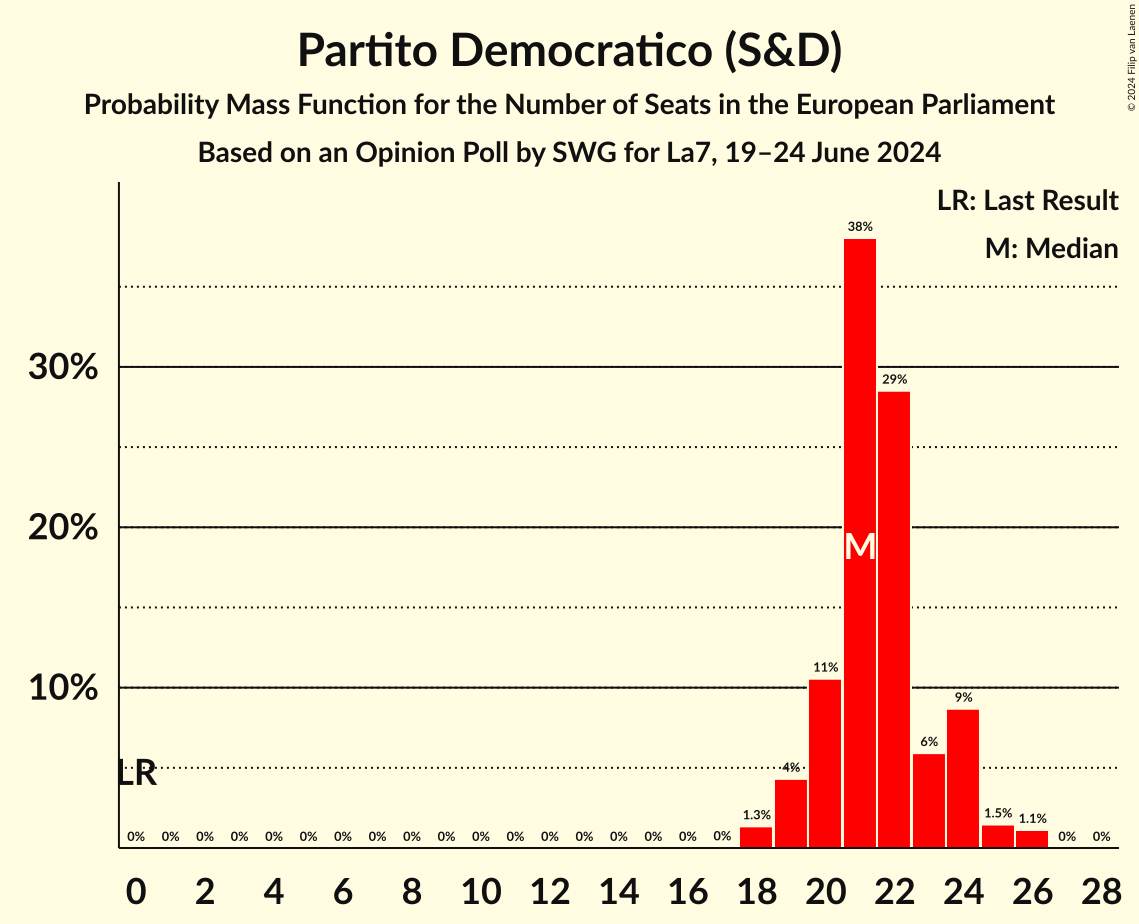 Partito Democratico (S&D)
Probability Mass Function for the Number of Seats in the European Parliament
Based on an Opinion Poll by SWG for La7, 19–24 June 2024
© 2024 Filip van Laenen
LR: Last Result
M: Median
38%
30%
29%
20%
M
11%
10%
9%
6%
LR
4%
1.3% 1.5% 1.1%
0% 0% 0% 0% 0% 0% 0% 0% 0% 0% 0% 0% 0% 0% 0% 0% 0% 0% 0% 0%
0 2 4 6 8 10 12 14 16 18 20 22 24 26 28